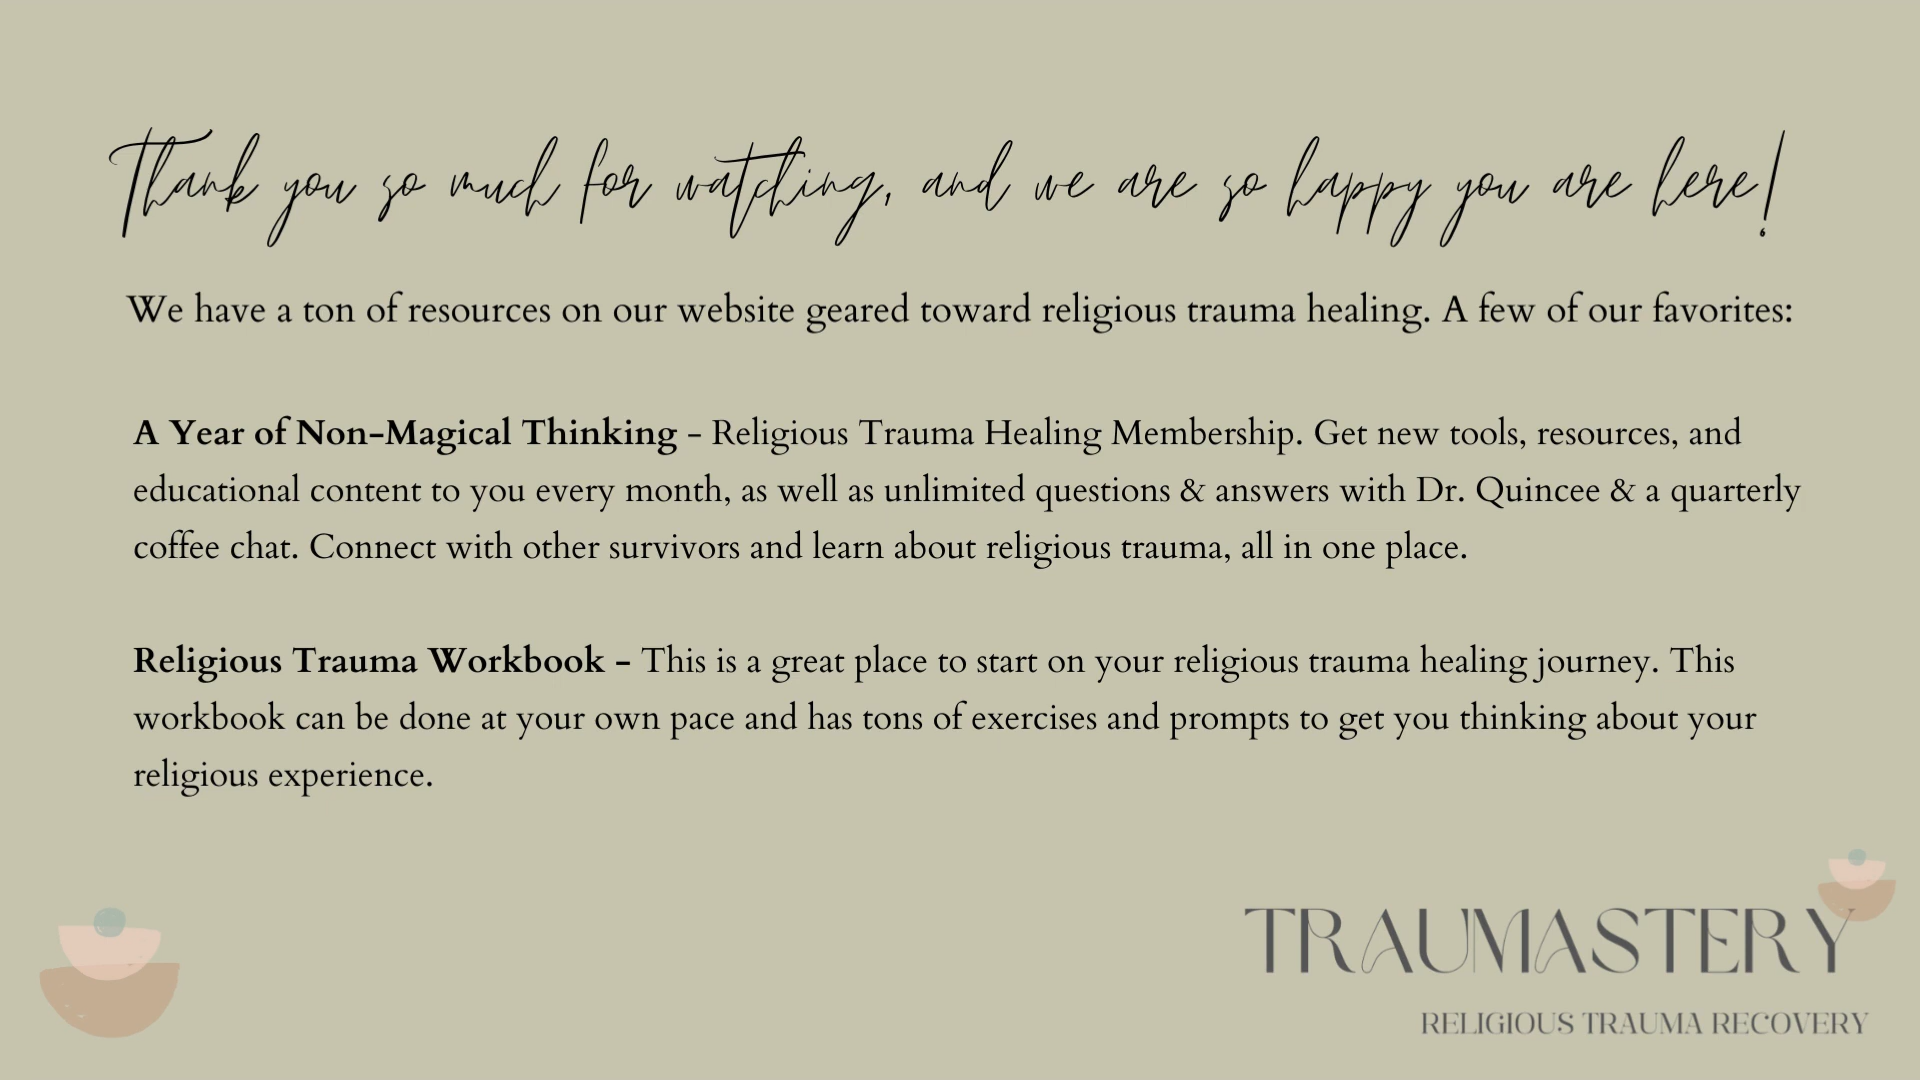 Thank you so much for watching, and we are so happy you are here!
We have a ton of resources on our website geared toward religious trauma healing. A few of our favorites:
A Year of Non-Magical Thinking - Religious Trauma Healing Membership. Get new tools, resources, and
educational content to you every month, as well as unlimited questions & answers with Dr. Quincee & a quarterly
coffee chat. Connect with other survivors and learn about religious trauma, all in one place.
Religious Trauma Workbook - This is a great place to start on your religious trauma healing journey. This
workbook can be done at your own pace and has tons of exercises and prompts to get you thinking about your
religious experience.
TRAUMASTERY
RELIGIOUS TRAUMA RECOVERY